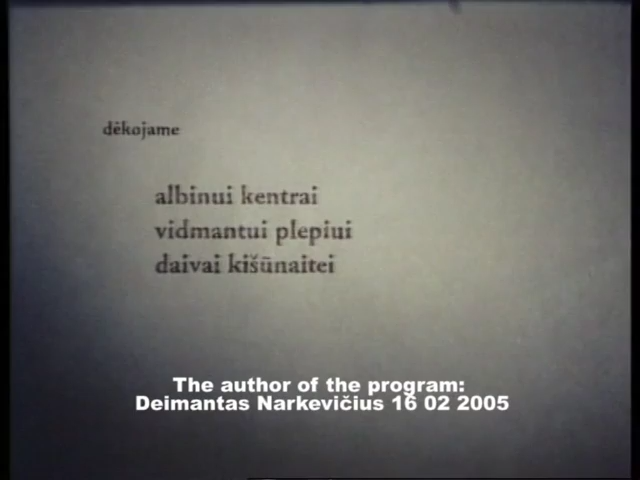 dėkojame
albinui kentrai
vidmantui plepiui
daivai kišūnaitei
The author of the program:
Deimantas Narkevičius 16 02 2005